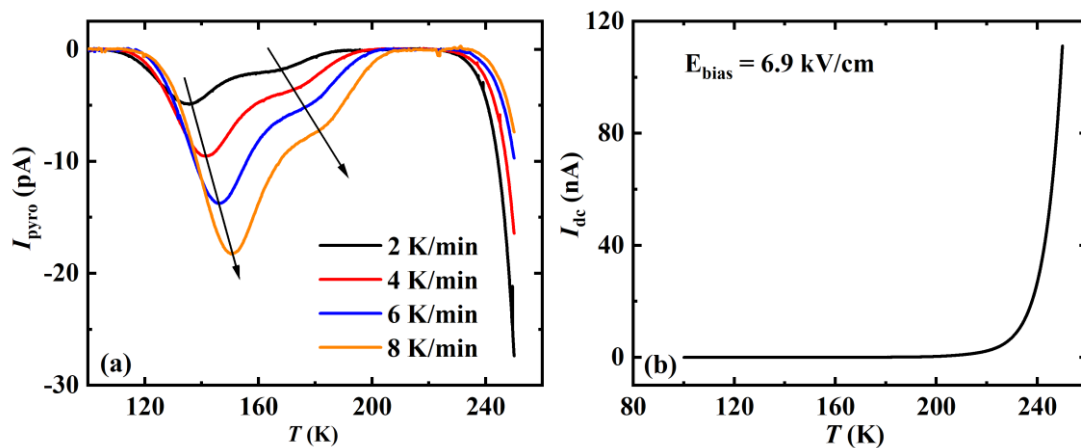 0
-10
-20
-30
I_pyro (pA)
2 K/min
4 K/min
6 K/min
8 K/min
(a)
120 160 200 240
T (K)
120
80
40
0
I_dc (nA)
E_bias = 6.9 kV/cm
(b)
80 120 160 200 240
T (K)